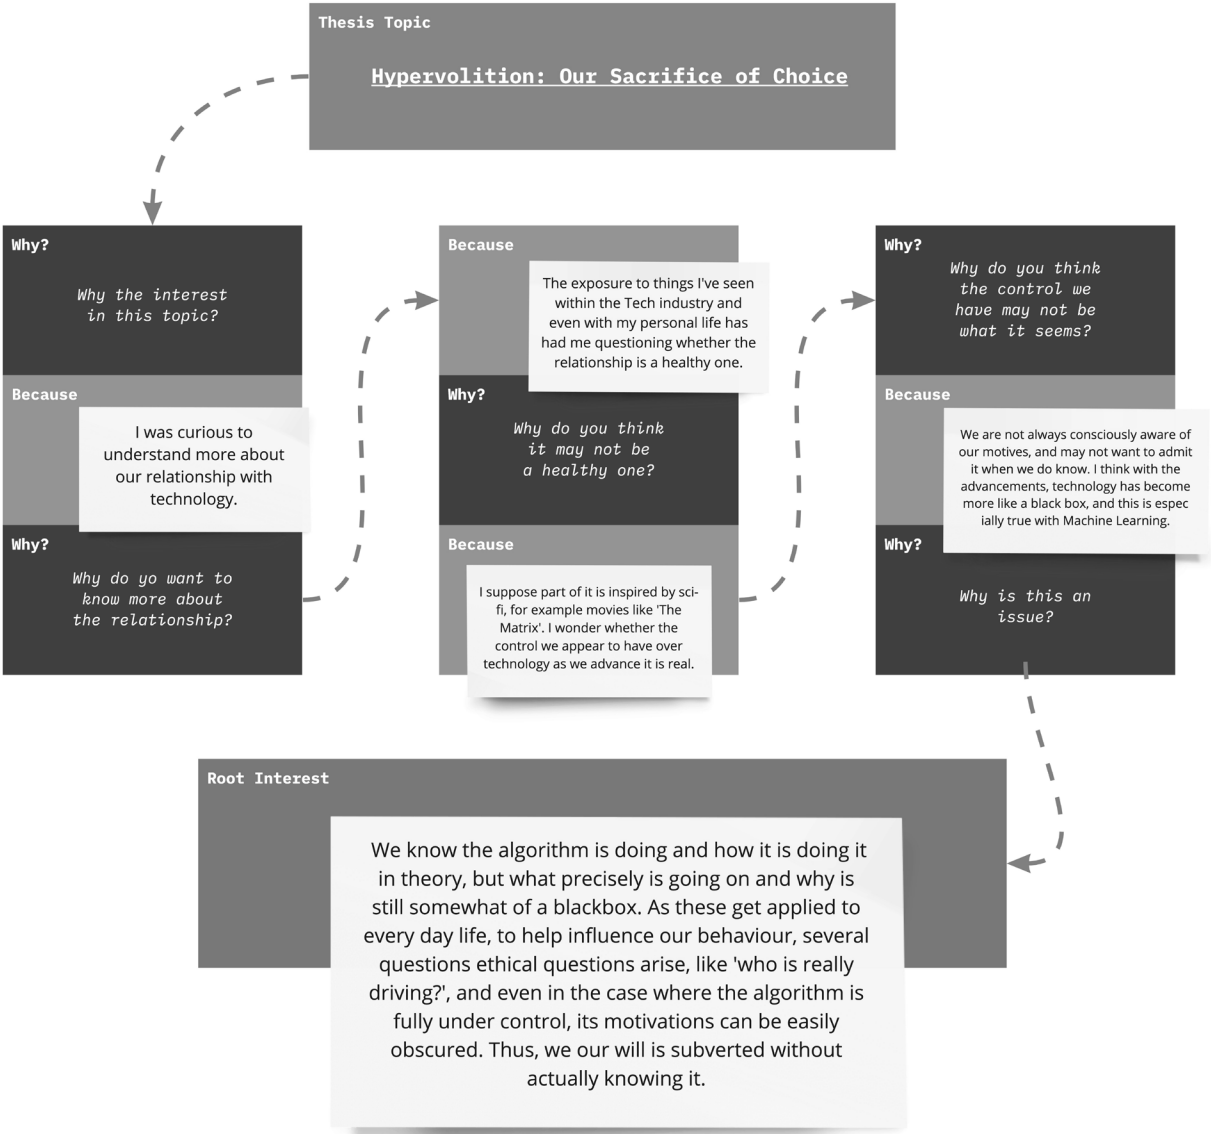 Thesis Topic
Hypervolition: Our Sacrifice of Choice
Why?
Why the interest
in this topic?
Because
I was curious to
understand more about
our relationship with
technology.
Why?
Why do yo want to
know more about
the relationship?
Because
The exposure to things I've seen
within the Tech industry and
even with my personal life has
had me questioning whether the
relationship is a healthy one.
Why?
Why do you think
it may not be
a healthy one?
Because
I suppose part of it is inspired by sci-
fi, for example movies like 'The
Matrix'. I wonder whether the
control we appear to have over
technology as we advance it is real.
Why?
Why do you think
the control we
have may not be
what it seems?
Because
We are not always consciously aware of
our motives, and may not want to admit
it when we do know. I think with the
advancements, technology has become
more like a black box, and this is espec
ially true with Machine Learning.
Why?
Why is this an
issue?
Root Interest
We know the algorithm is doing and how it is doing it
in theory, but what precisely is going on and why is
still somewhat of a blackbox. As these get applied to
every day life, to help influence our behaviour, several
questions ethical questions arise, like 'who is really
driving?', and even in the case where the algorithm is
fully under control, its motivations can be easily
obscured. Thus, we our will is subverted without
actually knowing it.